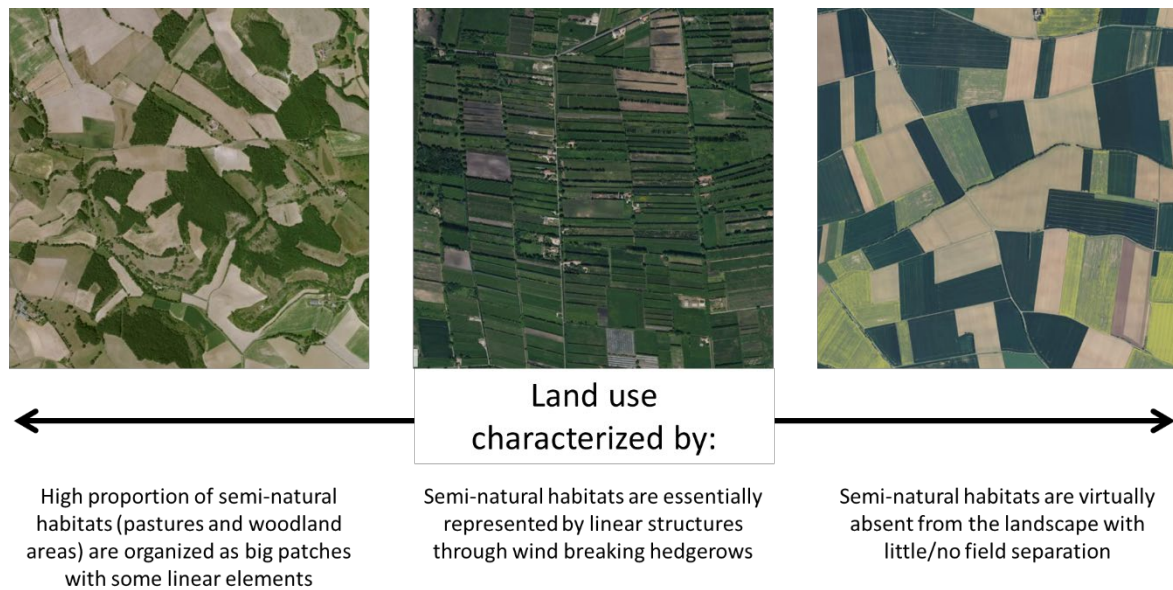 Land use
characterized by:
High proportion of semi-natural
habitats (pastures and woodland
areas) are organized as big patches
with some linear elements
Semi-natural habitats are essentially
represented by linear structures
through wind breaking hedgerows
Semi-natural habitats are virtually
absent from the landscape with
little/no field separation